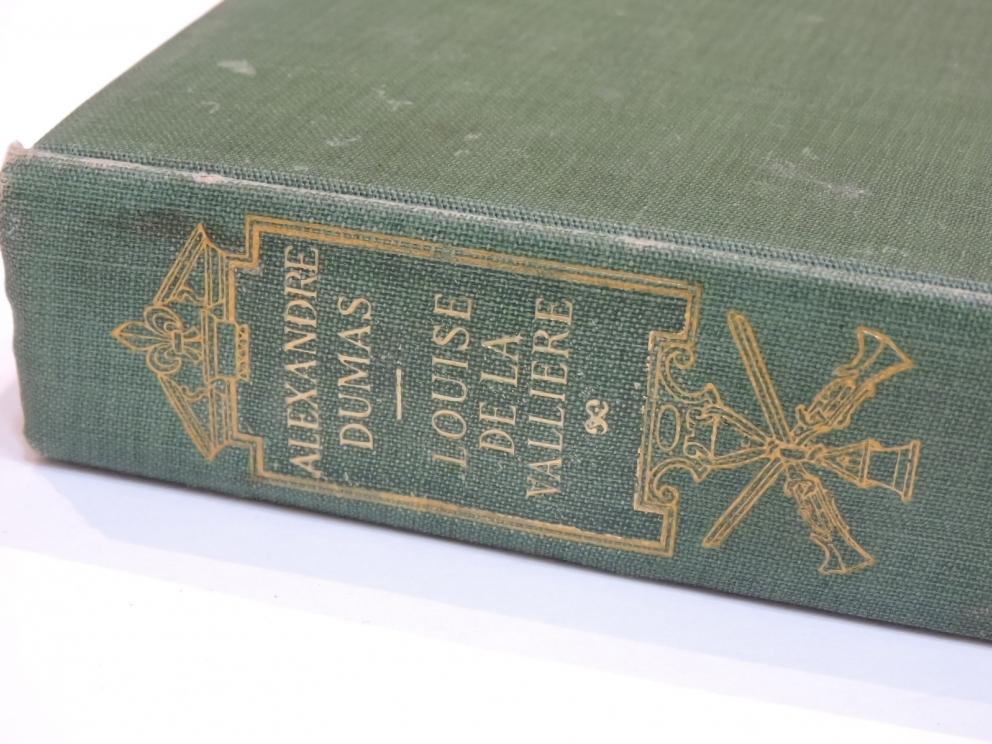 ALEXANDRE
DUMAS
LOUISE
DE LA
VALLIERE